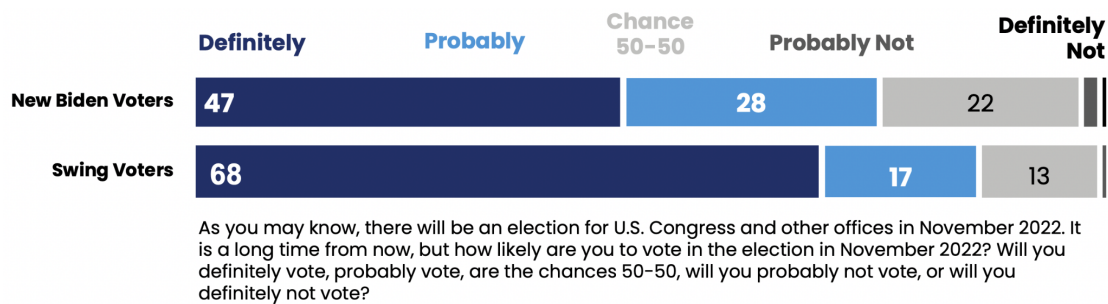 Definitely Probably Chance 50-50 Probably Not Definitely Not
New Biden Voters 47 28 22
Swing Voters 68 17 13
As you may know, there will be an election for U.S. Congress and other offices in November 2022. It
is a long time from now, but how likely are you to vote in the election in November 2022? Will you
definitely vote, probably vote, are the chances 50-50, will you probably not vote, or will you
definitely not vote?